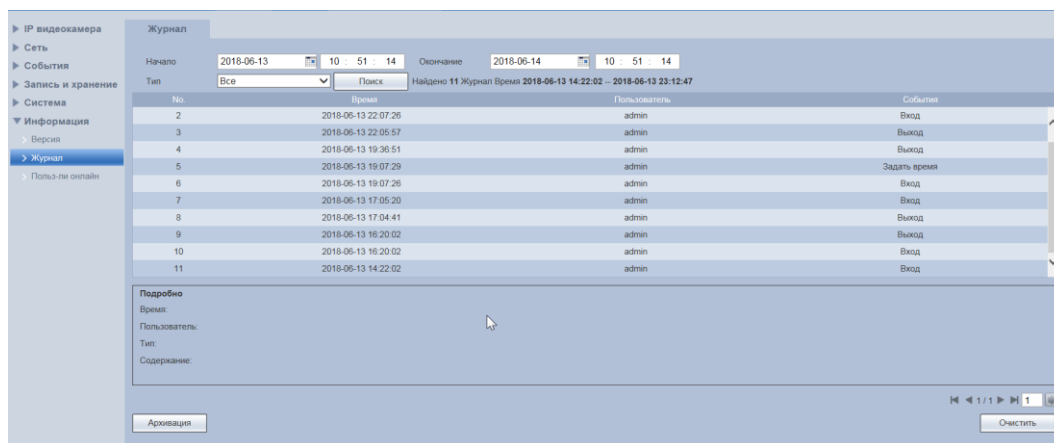 IP видеокамера
Сеть
События
Запись и хранение
Система
Информация
Версия
Журнал
Польз-ли онлайн
Журнал
Начало 2018-06-13 10 : 51 : 14 Окончание 2018-06-14 10 : 51 : 14
Тип Все Поиск Найдено 11 Журнал Время 2018-06-13 14:22:02 -- 2018-06-13 23:12:47
No. Время Пользователь События
2 2018-06-13 22:07:26 admin Вход
3 2018-06-13 22:05:57 admin Выход
4 2018-06-13 19:36:51 admin Выход
5 2018-06-13 19:07:29 admin Задать время
6 2018-06-13 19:07:26 admin Вход
7 2018-06-13 17:05:20 admin Вход
8 2018-06-13 17:04:41 admin Выход
9 2018-06-13 16:20:02 admin Выход
10 2018-06-13 16:20:02 admin Вход
11 2018-06-13 14:22:02 admin Вход
Подробно
Время:
Пользователь:
Тип:
Содержание:
1 / 1 1
Архивация Очистить